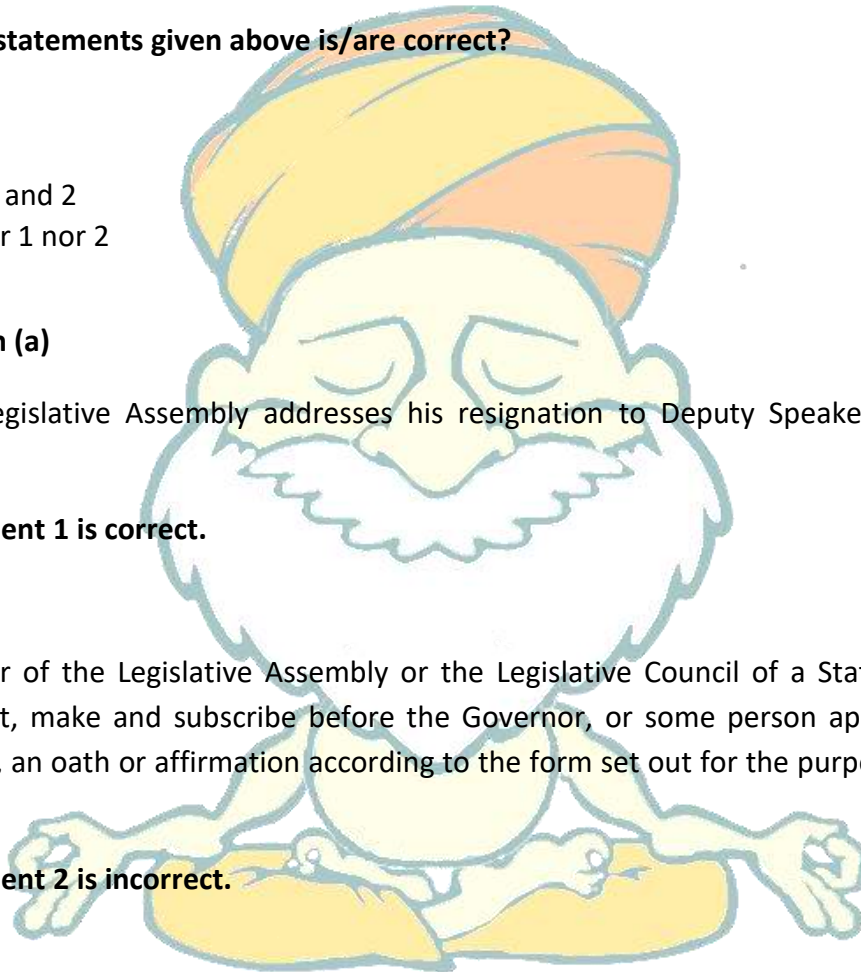 statements given above is/are correct?
and 2
r 1 nor 2
n (a)
egislative Assembly addresses his resignation to Deputy Speake
ent 1 is correct.
r of the Legislative Assembly or the Legislative Council of a Sta
t, make and subscribe before the Governor, or some person ap
, an oath or affirmation according to the form set out for the purp
ent 2 is incorrect.